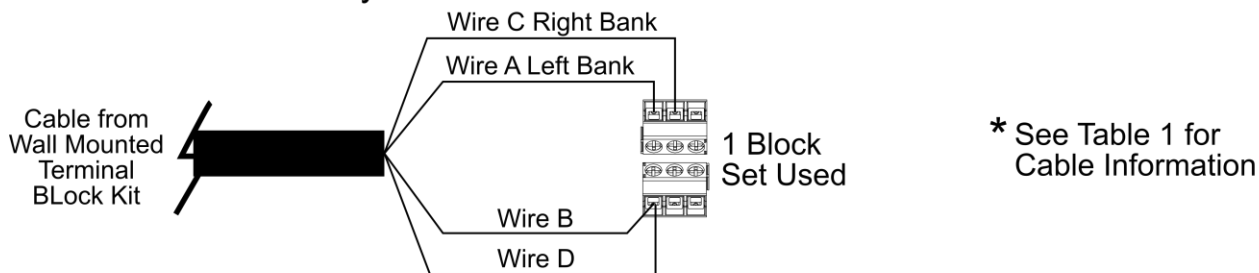 Wire C Right Bank
Wire A Left Bank
Cable from
Wall Mounted
Terminal
BLock Kit
1 Block
Set Used
* See Table 1 for
Cable Information
Wire B
Wire D